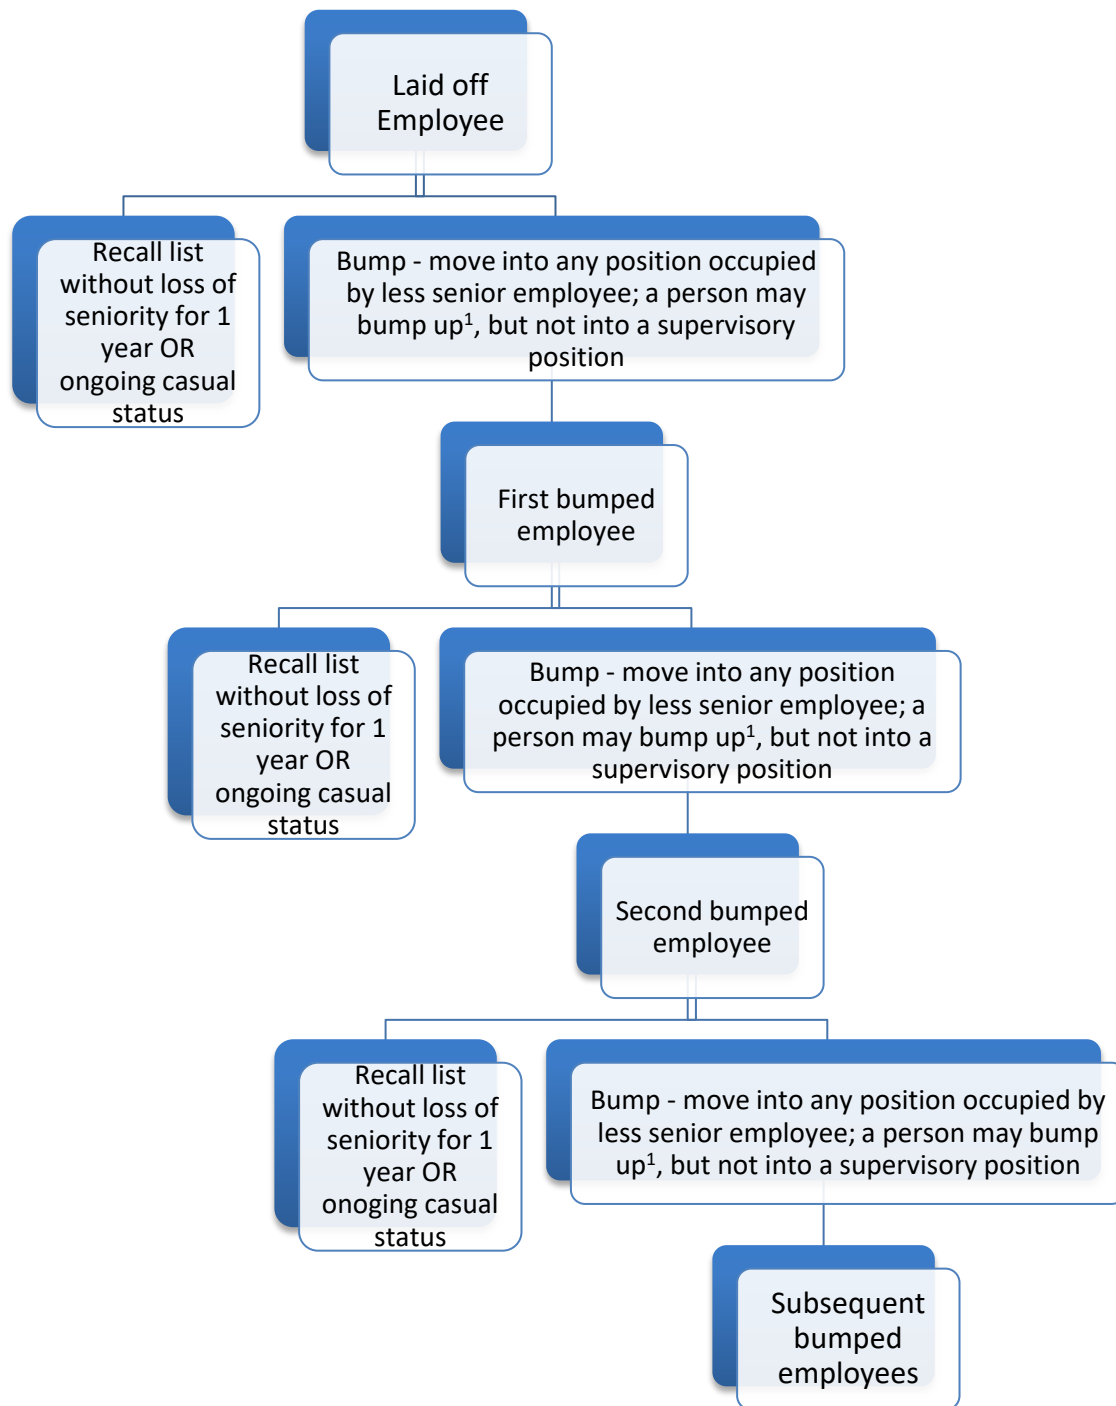 Laid off
Employee
Recall list
without loss of
seniority for 1
year OR
ongoing casual
status
Bump - move into any position occupied
by less senior employee; a person may
bump up¹, but not into a supervisory
position
First bumped
employee
Recall list
without loss of
seniority for 1
year OR
ongoing casual
status
Bump - move into any position
occupied by less senior employee; a
person may bump up¹, but not into a
supervisory position
Second bumped
employee
Recall list
without loss of
seniority for 1
year OR
onoging casual
status
Bump - move into any position occupied by
less senior employee; a person may bump
up¹, but not into a supervisory position
Subsequent
bumped
employees